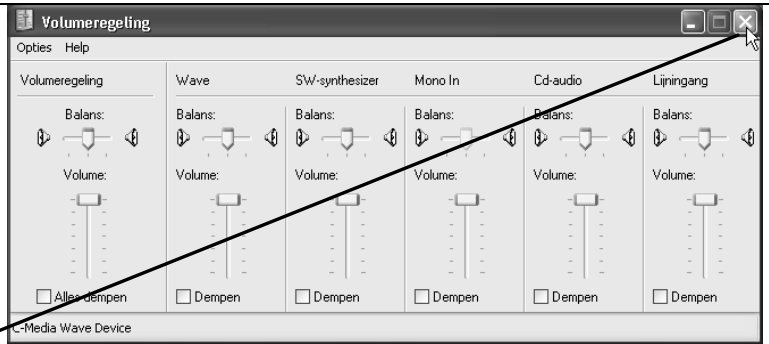 Volumeregeling
Opties Help
Volumeregeling Wave SW-synthesizer Mono In Cd-audio Lijningang
Balans: Balans: Balans: Balans: Balans: Balans:
Volume: Volume: Volume: Volume: Volume: Volume:
Alles dempen Dempen Dempen Dempen Dempen Dempen
C-Media Wave Device